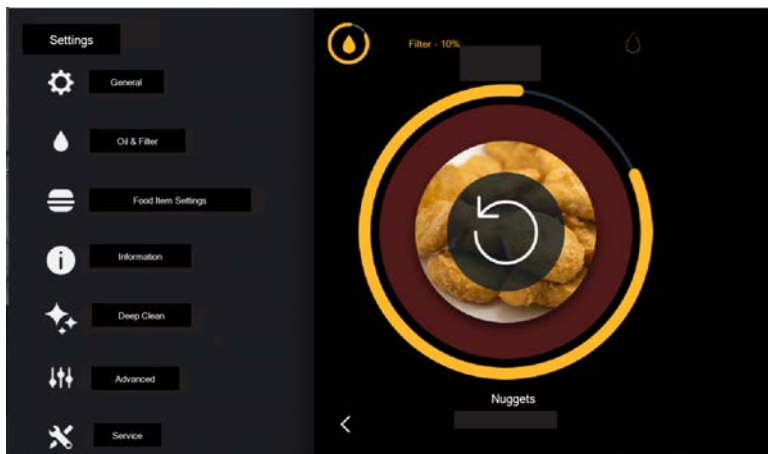 Settings
General
Oil & Filter
Food Item Settings
Information
Deep Clean
Advanced
Service
Filter - 10%
Nuggets